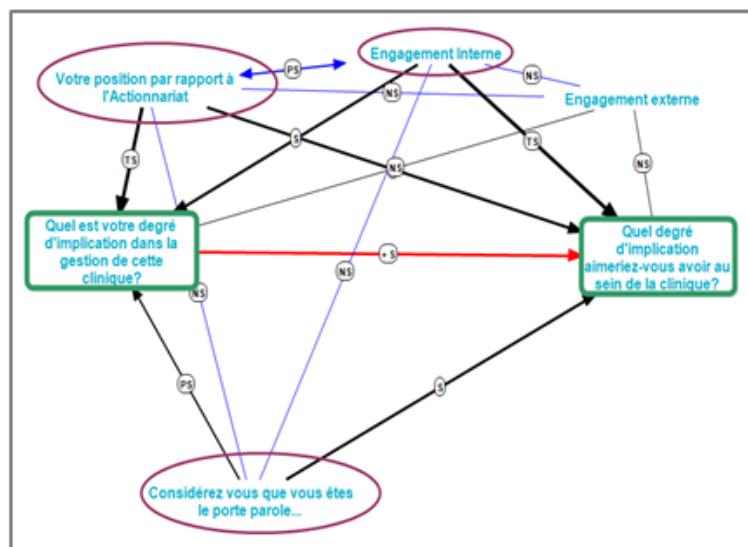 Engagement Interne
PS
Votre position par rapport à
l'Actionnariat
NS
NS
Engagement externe
S
TS
NS
TS
NS
Quel est votre degré
d'implication dans la
gestion de cette
clinique?
Quel degré
d'implication
aimeriez-vous avoir au
sein de la clinique?
+ S
NS
NS
PS
S
Considérez vous que vous êtes
le porte parole...